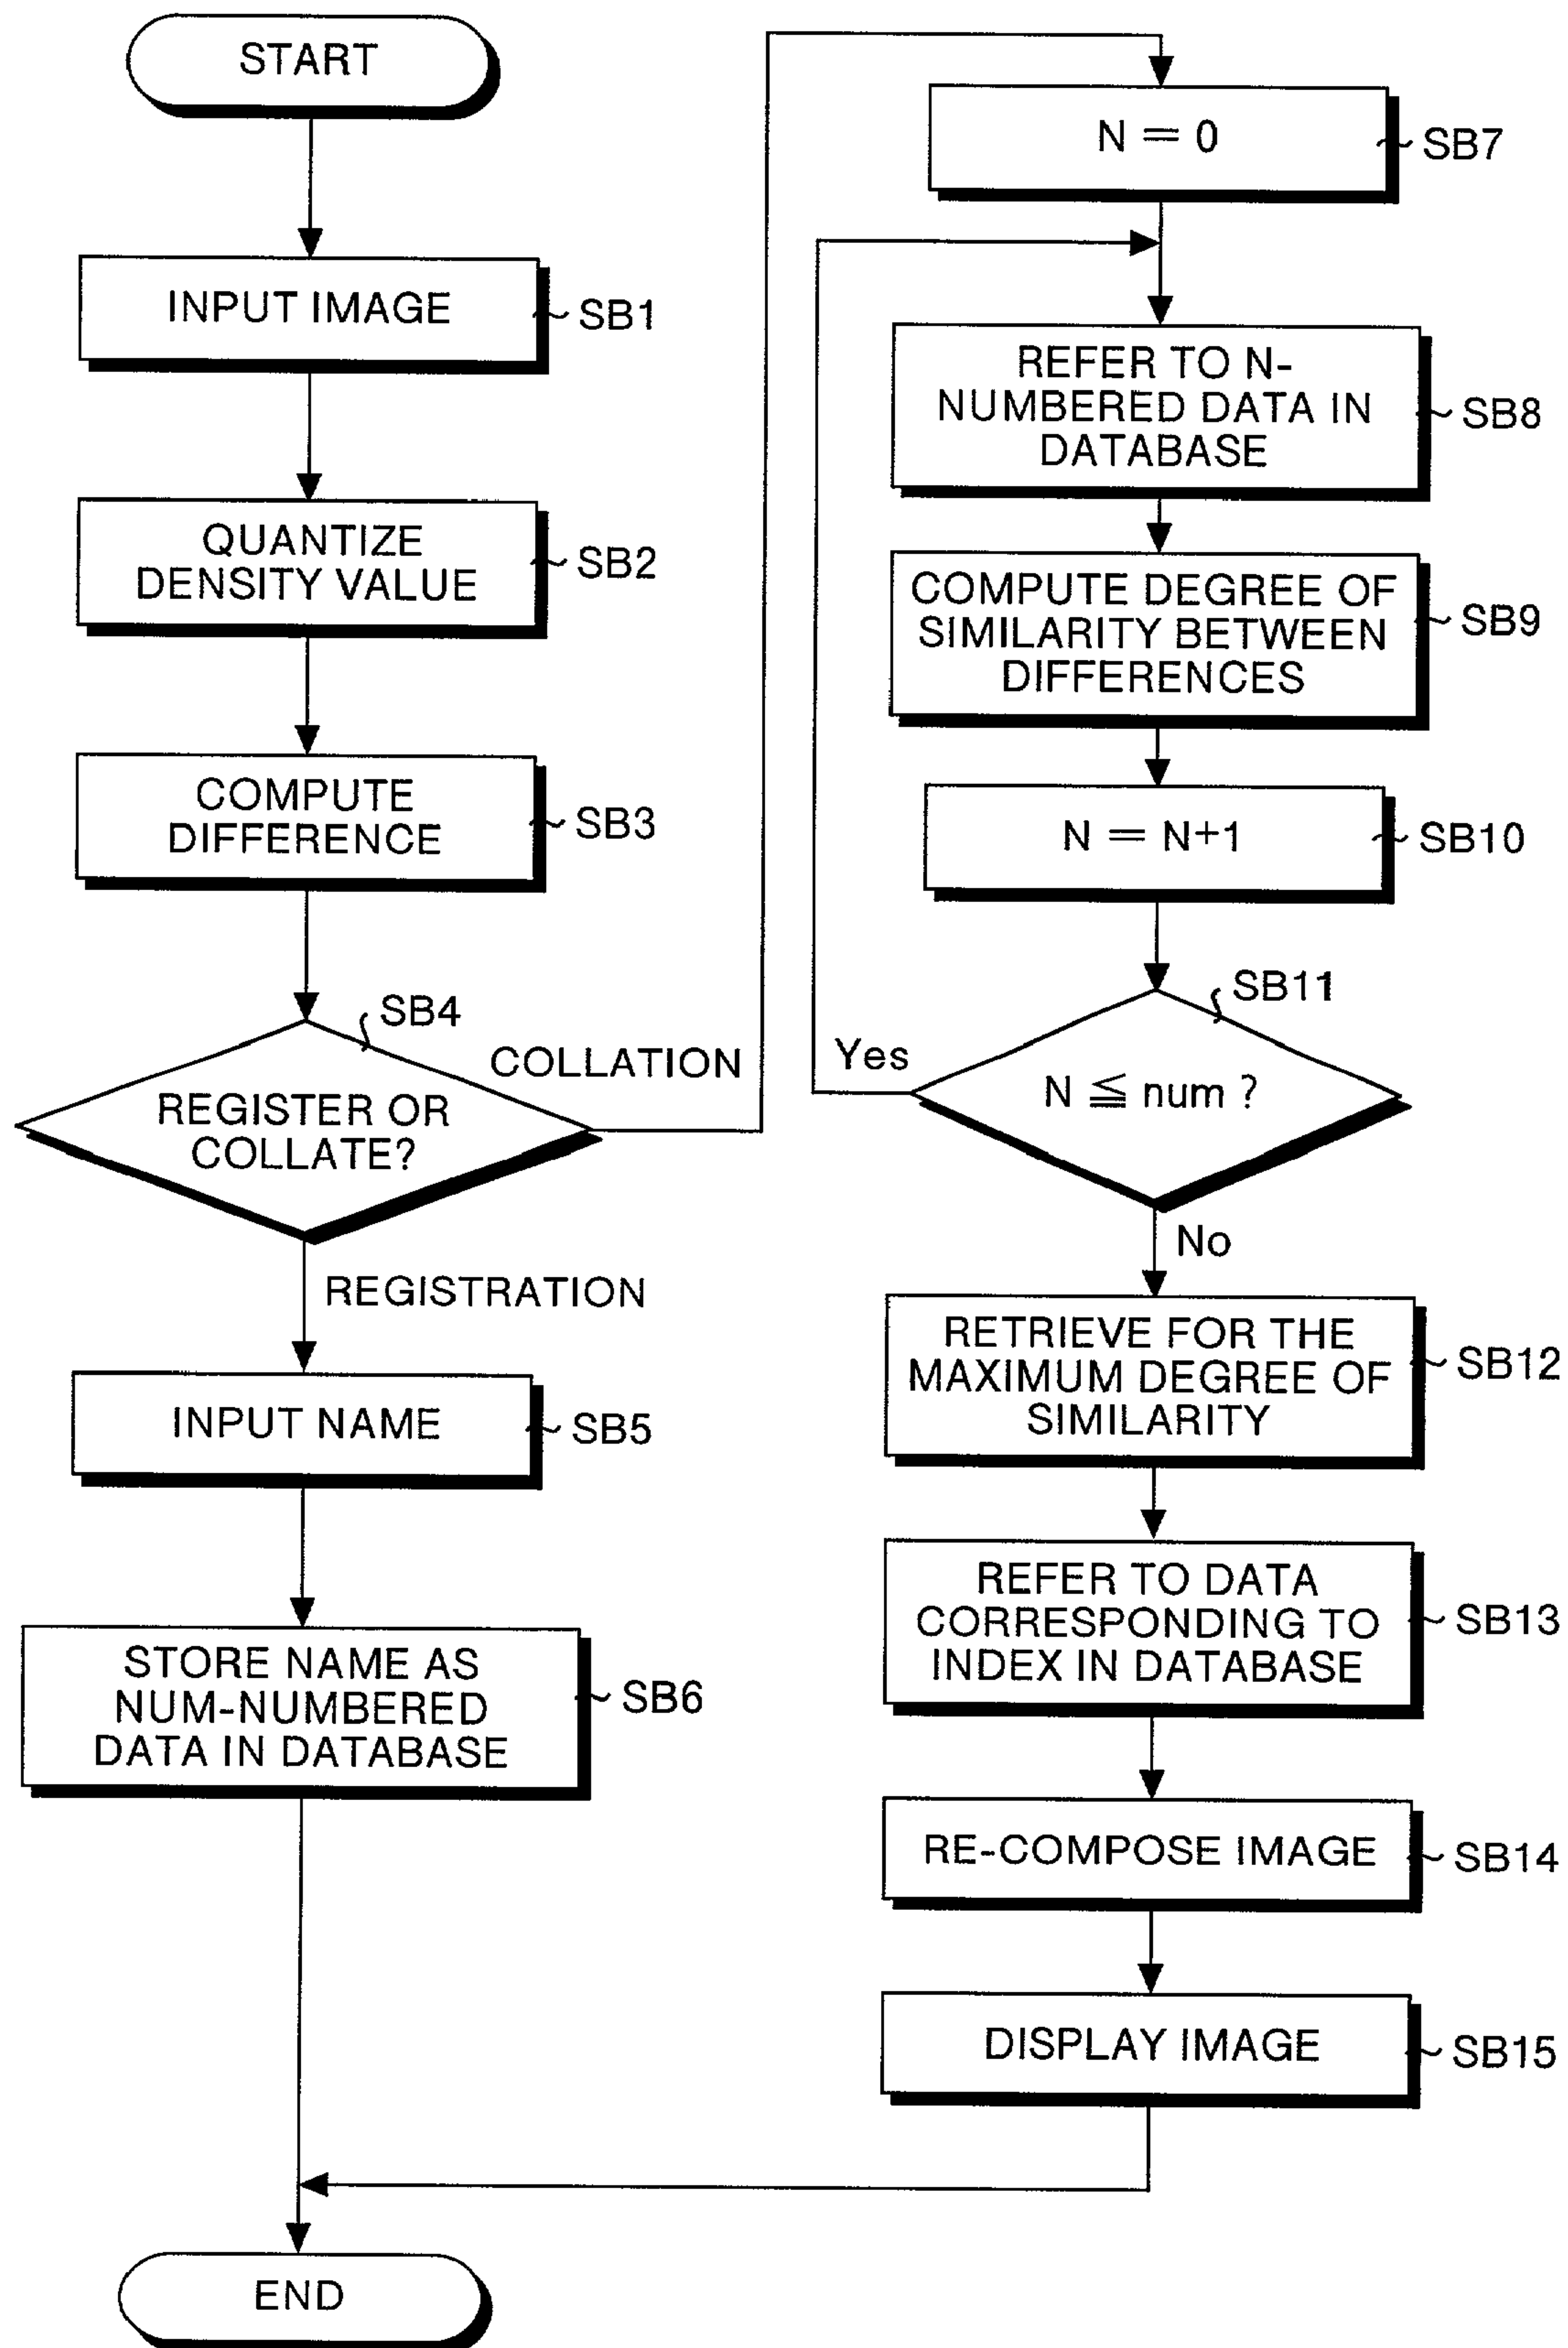 START
INPUT IMAGE
SB1
QUANTIZE
DENSITY VALUE
SB2
COMPUTE
DIFFERENCE
SB3
SB4
COLLATION
REGISTER OR
COLLATE?
REGISTRATION
INPUT NAME
SB5
STORE NAME AS
NUM-NUMBERED
DATA IN DATABASE
SB6
N = 0
SB7
REFER TO N-
NUMBERED DATA IN
DATABASE
SB8
COMPUTE DEGREE OF
SIMILARITY BETWEEN
DIFFERENCES
SB9
N = N+1
SB10
SB11
Yes
N ≦ num ?
No
RETRIEVE FOR THE
MAXIMUM DEGREE OF
SIMILARITY
SB12
REFER TO DATA
CORRESPONDING TO
INDEX IN DATABASE
SB13
RE-COMPOSE IMAGE
SB14
DISPLAY IMAGE
SB15
END